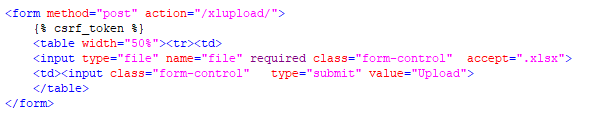 <form method="post" action="/xlupload/">
{% csrf_token %}
<table width="50%"><tr><td>
<input type="file" name="file" required class="form-control"  accept=".xlsx">
<td><input class="form-control"   type="submit" value="Upload">
</table>
</form>